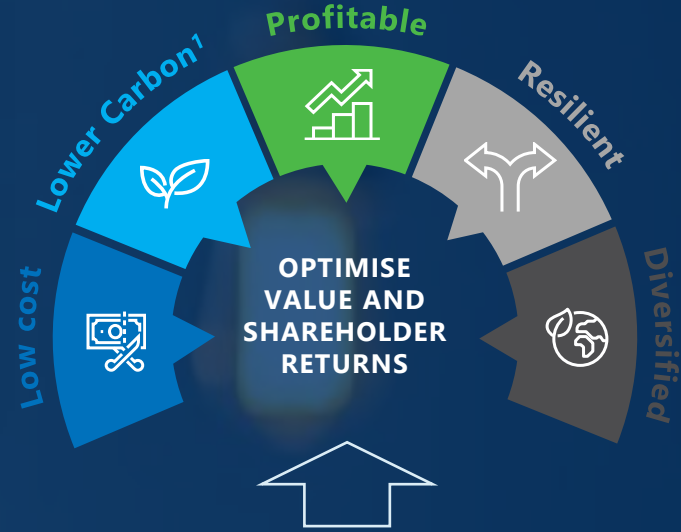 Low cost
Lower Carbon¹
Profitable
Resilient
Diversified
OPTIMISE
VALUE AND
SHAREHOLDER
RETURNS